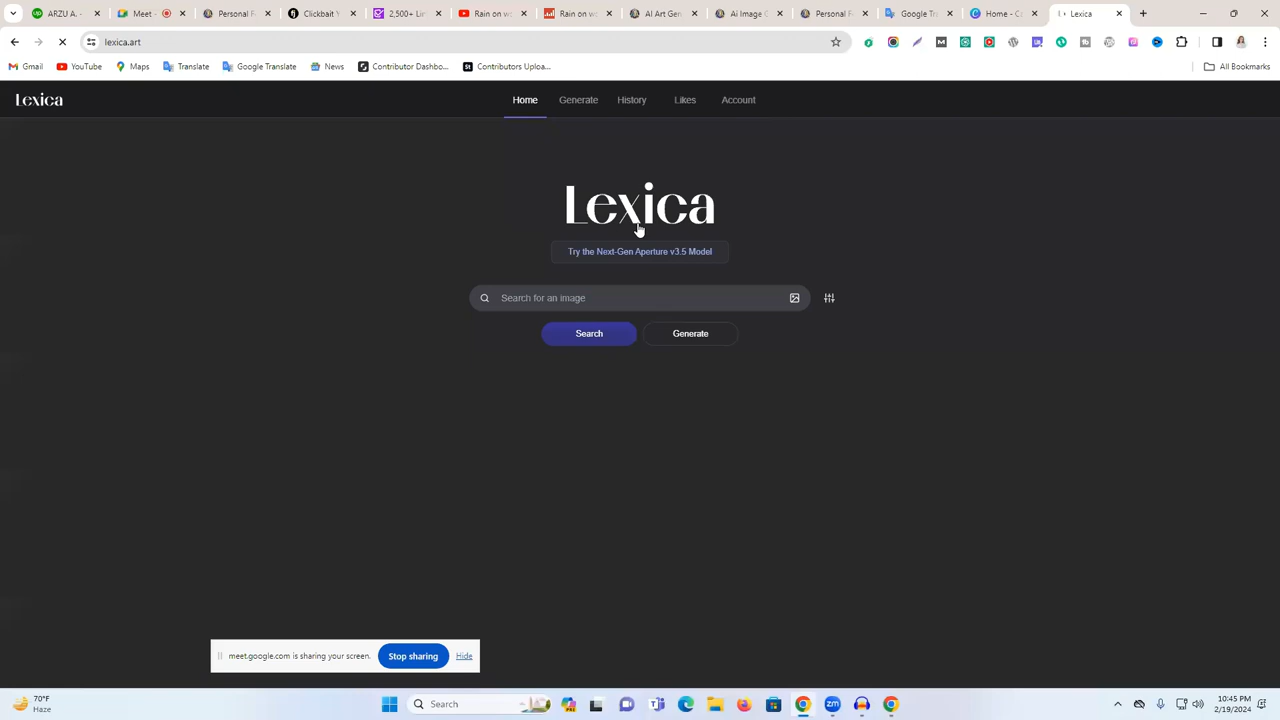 ARZU A. -
Meet -
Personal R
Clickbait Y
2,500+ Lin
Rain on w
Rain on w
AI Art Gen
Image G
Personal R
Google Tra
Home - C
Lexica
lexica.art
Gmail
YouTube
Maps
Translate
Google Translate
News
Contributor Dashbo...
Contributors Uploa...
All Bookmarks
Lexica
Home
Generate
History
Likes
Account
Lexica
Try the Next-Gen Aperture v3.5 Model
Search for an image
Search
Generate
meet.google.com is sharing your screen.
Stop sharing
Hide
70°F
Haze
Search
10:45 PM
2/19/2024